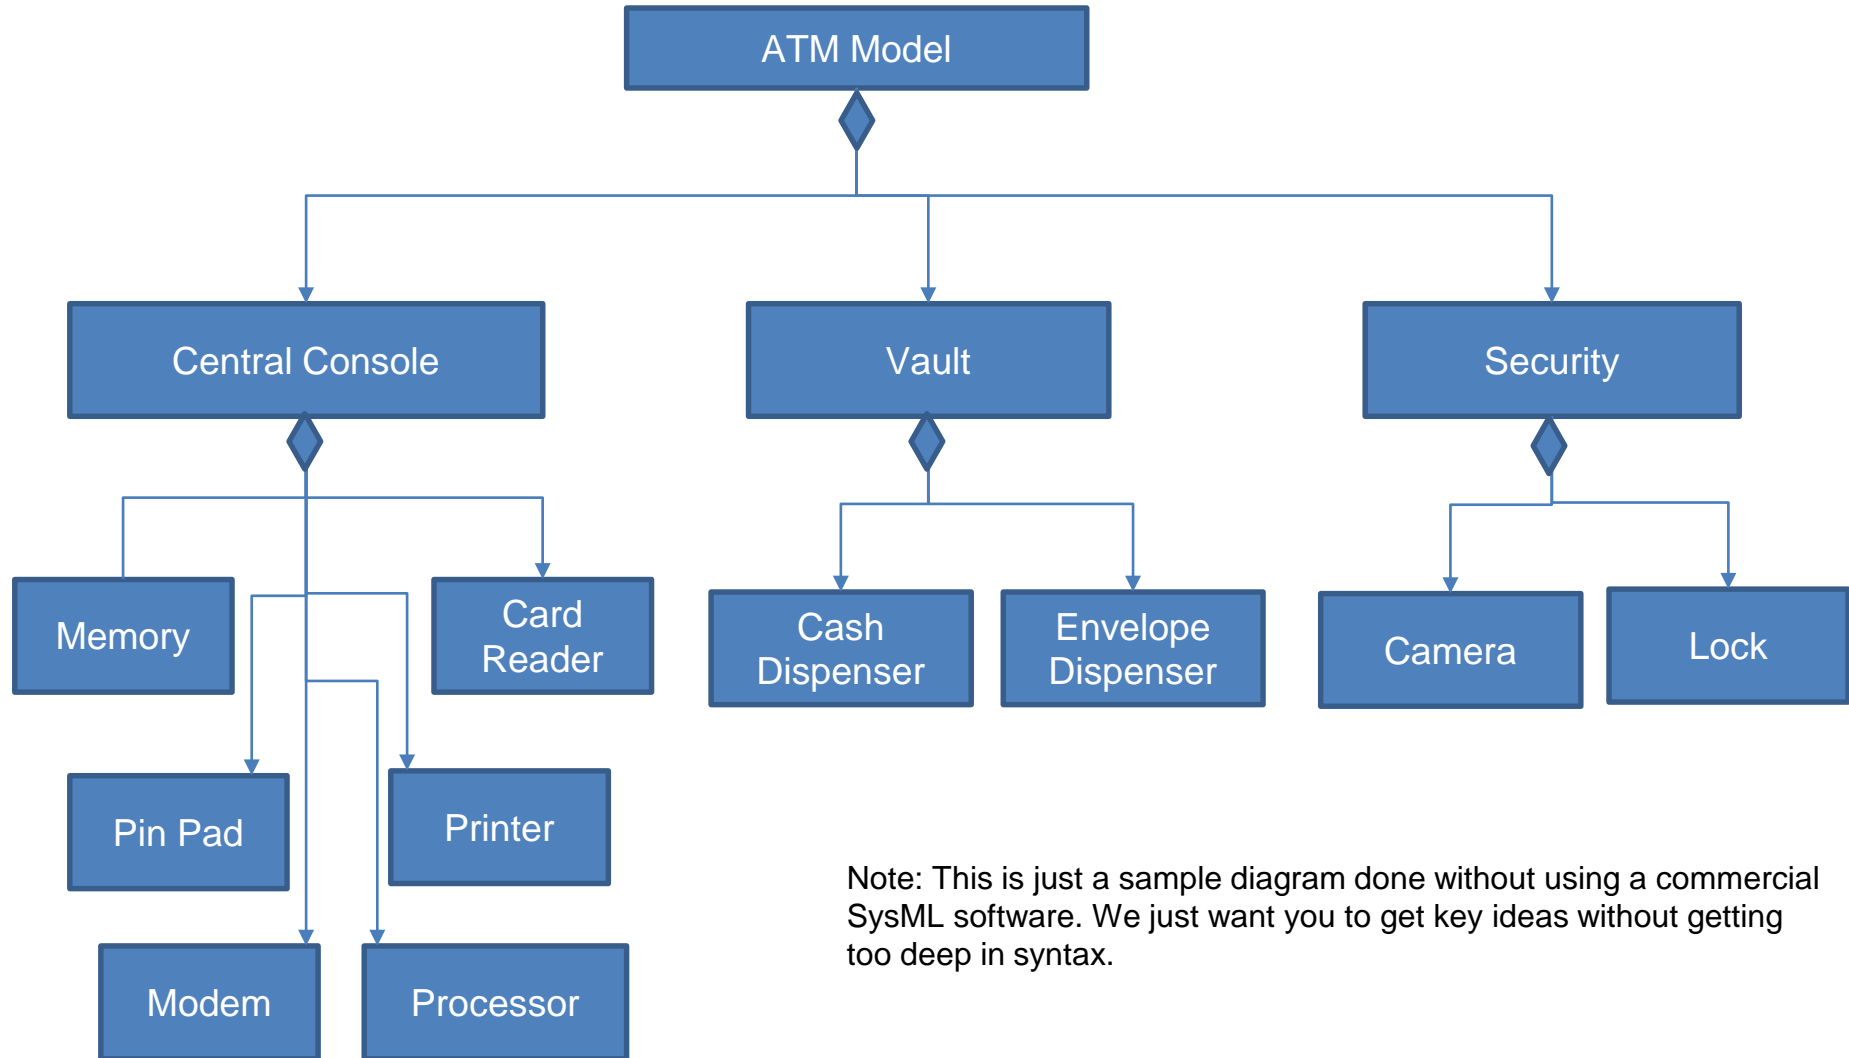 ATM Model
Central Console
Vault
Security
Memory
Card
Reader
Cash
Dispenser
Envelope
Dispenser
Camera
Lock
Pin Pad
Printer
Modem
Processor
Note: This is just a sample diagram done without using a commercial
SysML software. We just want you to get key ideas without getting
too deep in syntax.